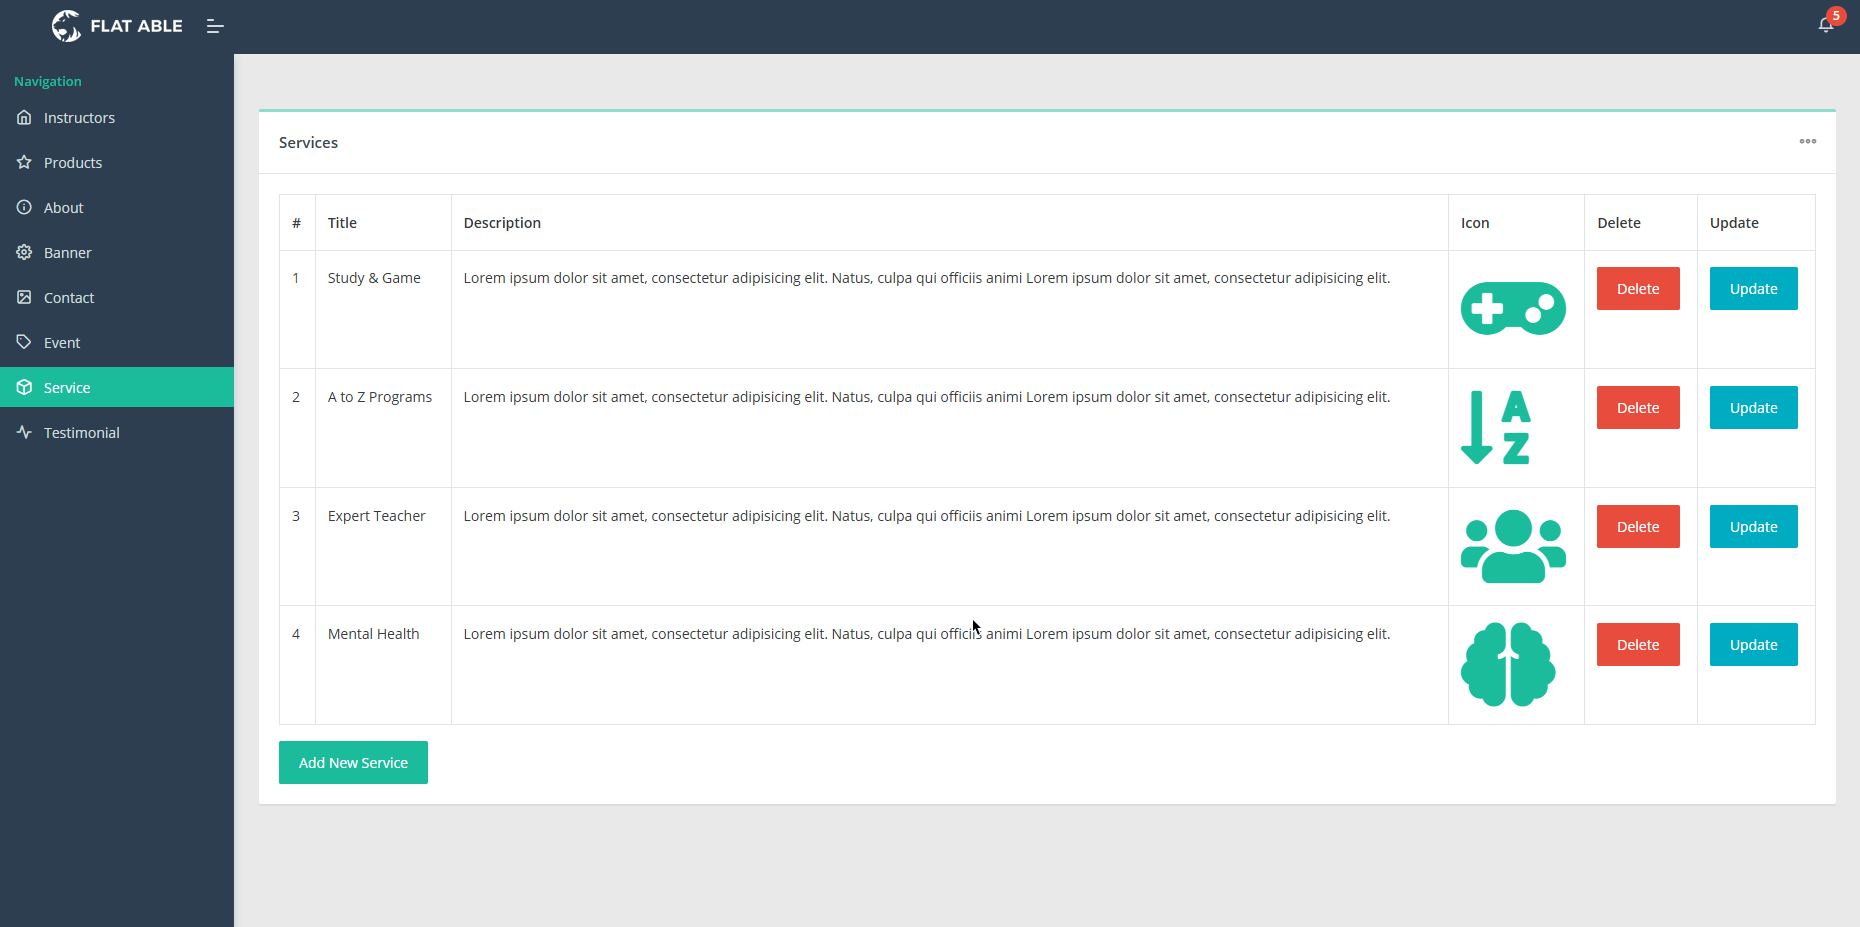 FLAT ABLE
5
Navigation
Instructors
Products
About
Banner
Contact
Event
Service
Testimonial
Services
# Title Description Icon Delete Update
1 Study & Game Lorem ipsum dolor sit amet, consectetur adipisicing elit. Natus, culpa qui officiis animi Lorem ipsum dolor sit amet, consectetur adipisicing elit. Delete Update
2 A to Z Programs Lorem ipsum dolor sit amet, consectetur adipisicing elit. Natus, culpa qui officiis animi Lorem ipsum dolor sit amet, consectetur adipisicing elit. A Z Delete Update
3 Expert Teacher Lorem ipsum dolor sit amet, consectetur adipisicing elit. Natus, culpa qui officiis animi Lorem ipsum dolor sit amet, consectetur adipisicing elit. Delete Update
4 Mental Health Lorem ipsum dolor sit amet, consectetur adipisicing elit. Natus, culpa qui officiis animi Lorem ipsum dolor sit amet, consectetur adipisicing elit. Delete Update
Add New Service